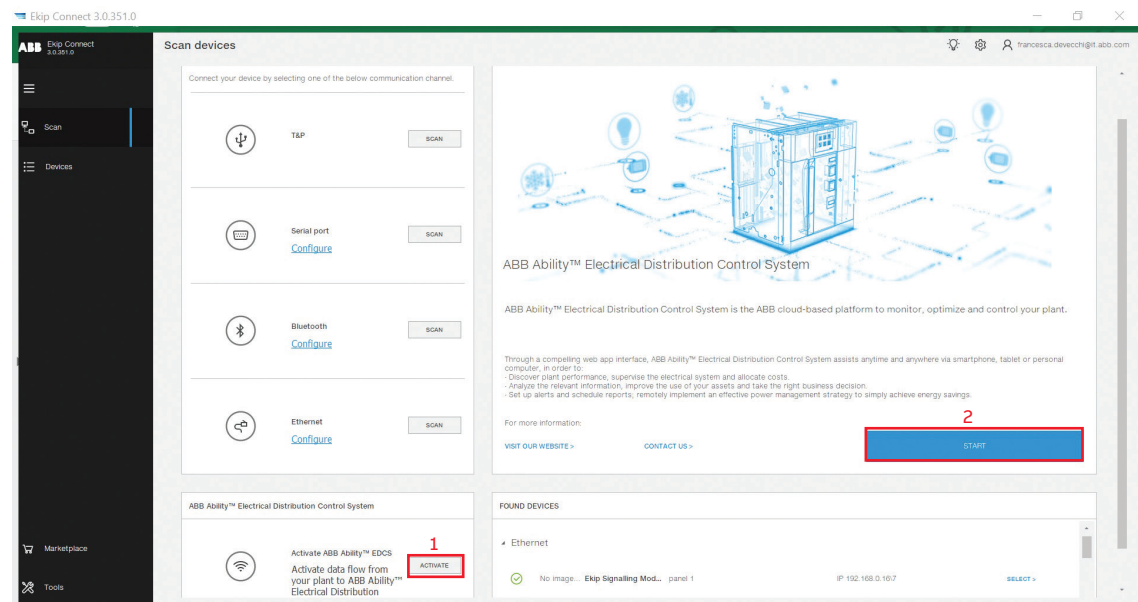 Ekip Connect 3.0.351.0
ABB Ekip Connect
3.0.351.0
Scan devices
francesca.devecchi@it.abb.com
Scan
Devices
Marketplace
Tools
Connect your device by selecting one of the below communication channel.
T&P
SCAN
Serial port
Configure
SCAN
Bluetooth
Configure
SCAN
Ethernet
Configure
SCAN
ABB Ability™ Electrical Distribution Control System
ABB Ability™ Electrical Distribution Control System is the ABB cloud-based platform to monitor, optimize and control your plant.
Through a compelling web app interface, ABB Ability™ Electrical Distribution Control System assists anytime and anywhere via smartphone, tablet or personal
computer, in order to:
- Discover plant performance, supervise the electrical system and allocate costs.
- Analyze the relevant information, improve the use of your assets and take the right business decision.
- Set up alerts and schedule reports; remotely implement an effective power management strategy to simply achieve energy savings.
For more information:
VISIT OUR WEBSITE >
CONTACT US >
2
START
ABB Ability™ Electrical Distribution Control System
Activate ABB Ability™ EDCS
Activate data flow from
your plant to ABB Ability™
Electrical Distribution
1
ACTIVATE
FOUND DEVICES
Ethernet
No image... Ekip Signalling Mod... panel 1 IP 192.168.0.16\7 SELECT >